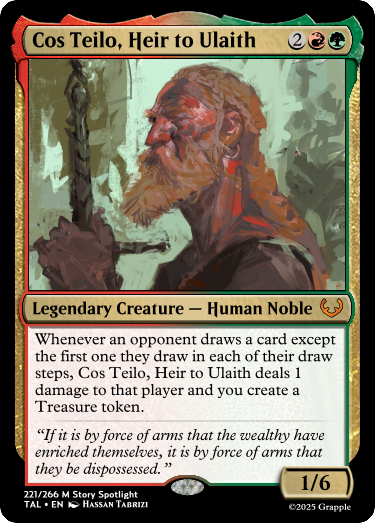 Cos Teilo, Heir to Ulaith 2
Legendary Creature — Human Noble
Whenever an opponent draws a card except
the first one they draw in each of their draw
steps, Cos Teilo, Heir to Ulaith deals 1
damage to that player and you create a
Treasure token.
“If it is by force of arms that the wealthy have
enriched themselves, it is by force of arms that
they be dispossessed.”
1/6
221/266 M Story Spotlight
TAL • EN Hassan Tabrizi
©2025 Grapple